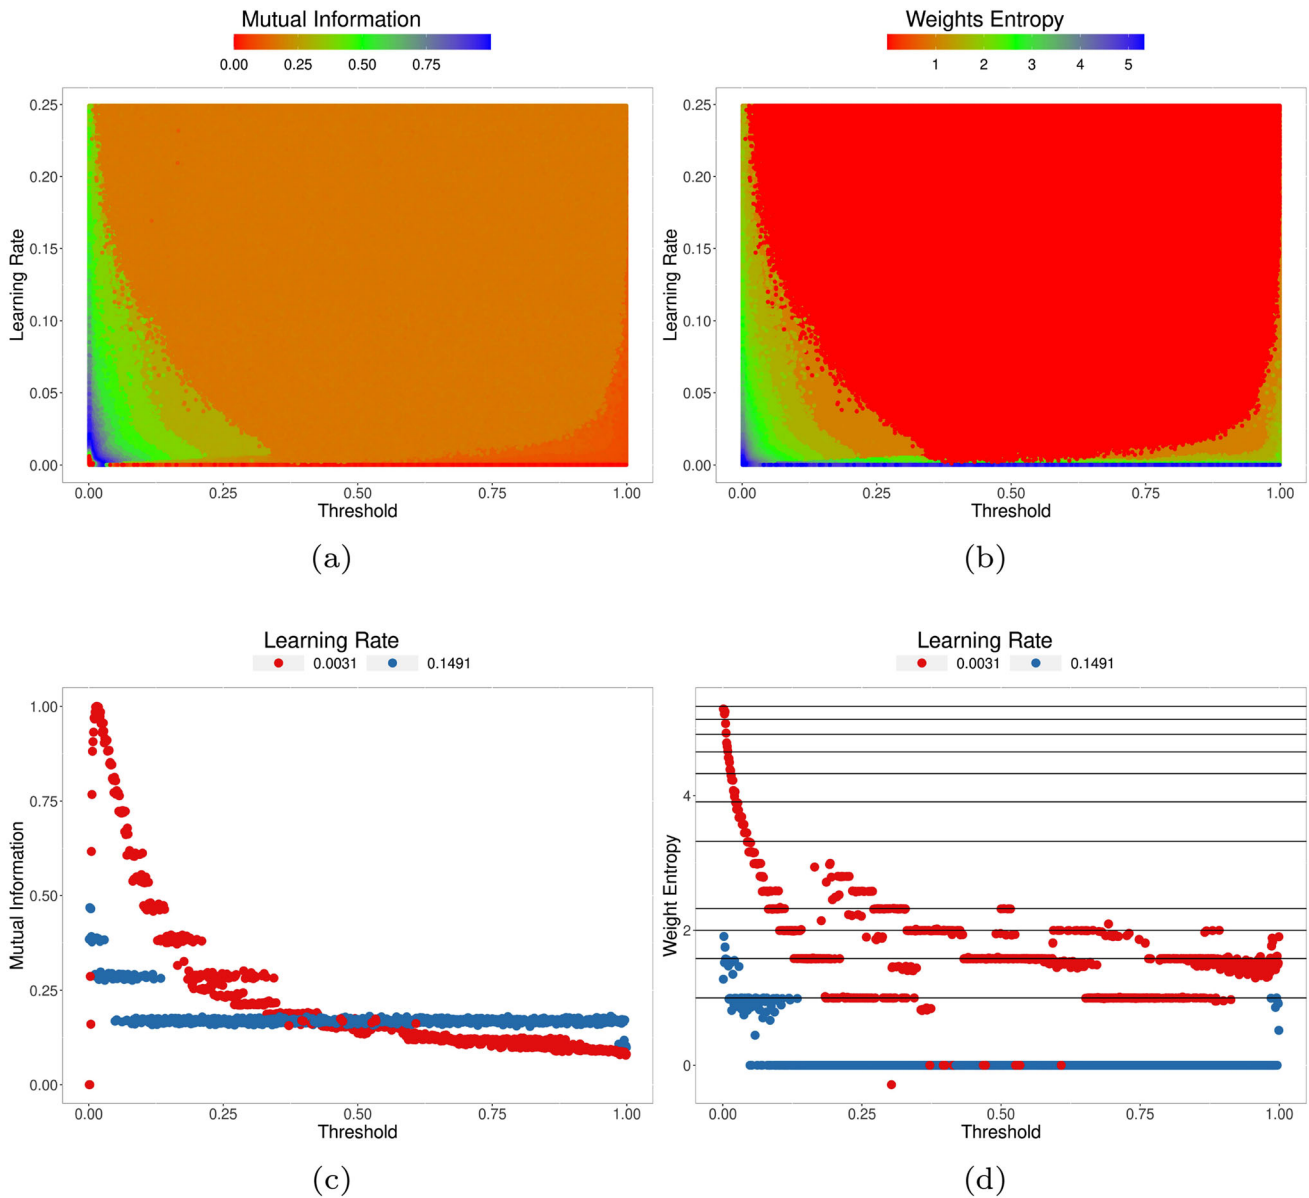 Mutual Information
0.00 0.25 0.50 0.75
Learning Rate
0.25
0.20
0.15
0.10
0.05
0.00
0.00 0.25 0.50 0.75 1.00
Threshold
(a)
Weights Entropy
1 2 3 4 5
Learning Rate
0.25
0.20
0.15
0.10
0.05
0.00
0.00 0.25 0.50 0.75 1.00
Threshold
(b)
Learning Rate
0.0031 0.1491
Mutual Information
1.00
0.75
0.50
0.25
0.00
0.00 0.25 0.50 0.75 1.00
Threshold
(c)
Learning Rate
0.0031 0.1491
Weight Entropy
4
2
0
0.00 0.25 0.50 0.75 1.00
Threshold
(d)